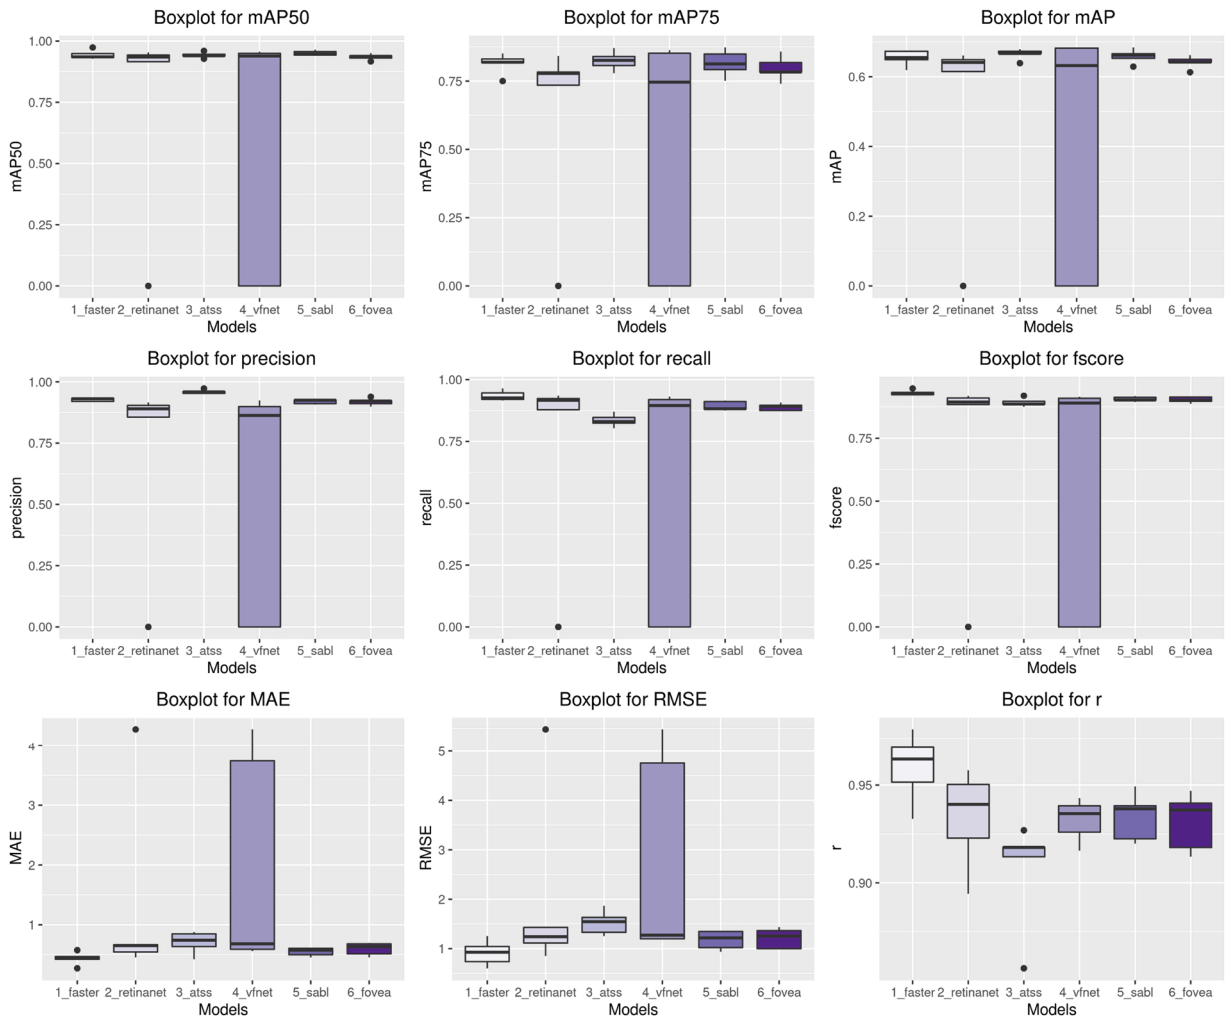 Boxplot for mAP50
mAP50
1.00
0.75
0.50
0.25
0.00
1_faster 2_retinanet 3_atss 4_vfnet 5_sabl 6_fovea
Models
Boxplot for mAP75
mAP75
0.75
0.50
0.25
0.00
1_faster 2_retinanet 3_atss 4_vfnet 5_sabl 6_fovea
Models
Boxplot for mAP
mAP
0.6
0.4
0.2
0.0
1_faster 2_retinanet 3_atss 4_vfnet 5_sabl 6_fovea
Models
Boxplot for precision
precision
1.00
0.75
0.50
0.25
0.00
1_faster 2_retinanet 3_atss 4_vfnet 5_sabl 6_fovea
Models
Boxplot for recall
recall
1.00
0.75
0.50
0.25
0.00
1_faster 2_retinanet 3_atss 4_vfnet 5_sabl 6_fovea
Models
Boxplot for fscore
fscore
0.75
0.50
0.25
0.00
1_faster 2_retinanet 3_atss 4_vfnet 5_sabl 6_fovea
Models
Boxplot for MAE
MAE
4
3
2
1
1_faster 2_retinanet 3_atss 4_vfnet 5_sabl 6_fovea
Models
Boxplot for RMSE
RMSE
5
4
3
2
1
1_faster 2_retinanet 3_atss 4_vfnet 5_sabl 6_fovea
Models
Boxplot for r
r
0.95
0.90
1_faster 2_retinanet 3_atss 4_vfnet 5_sabl 6_fovea
Models